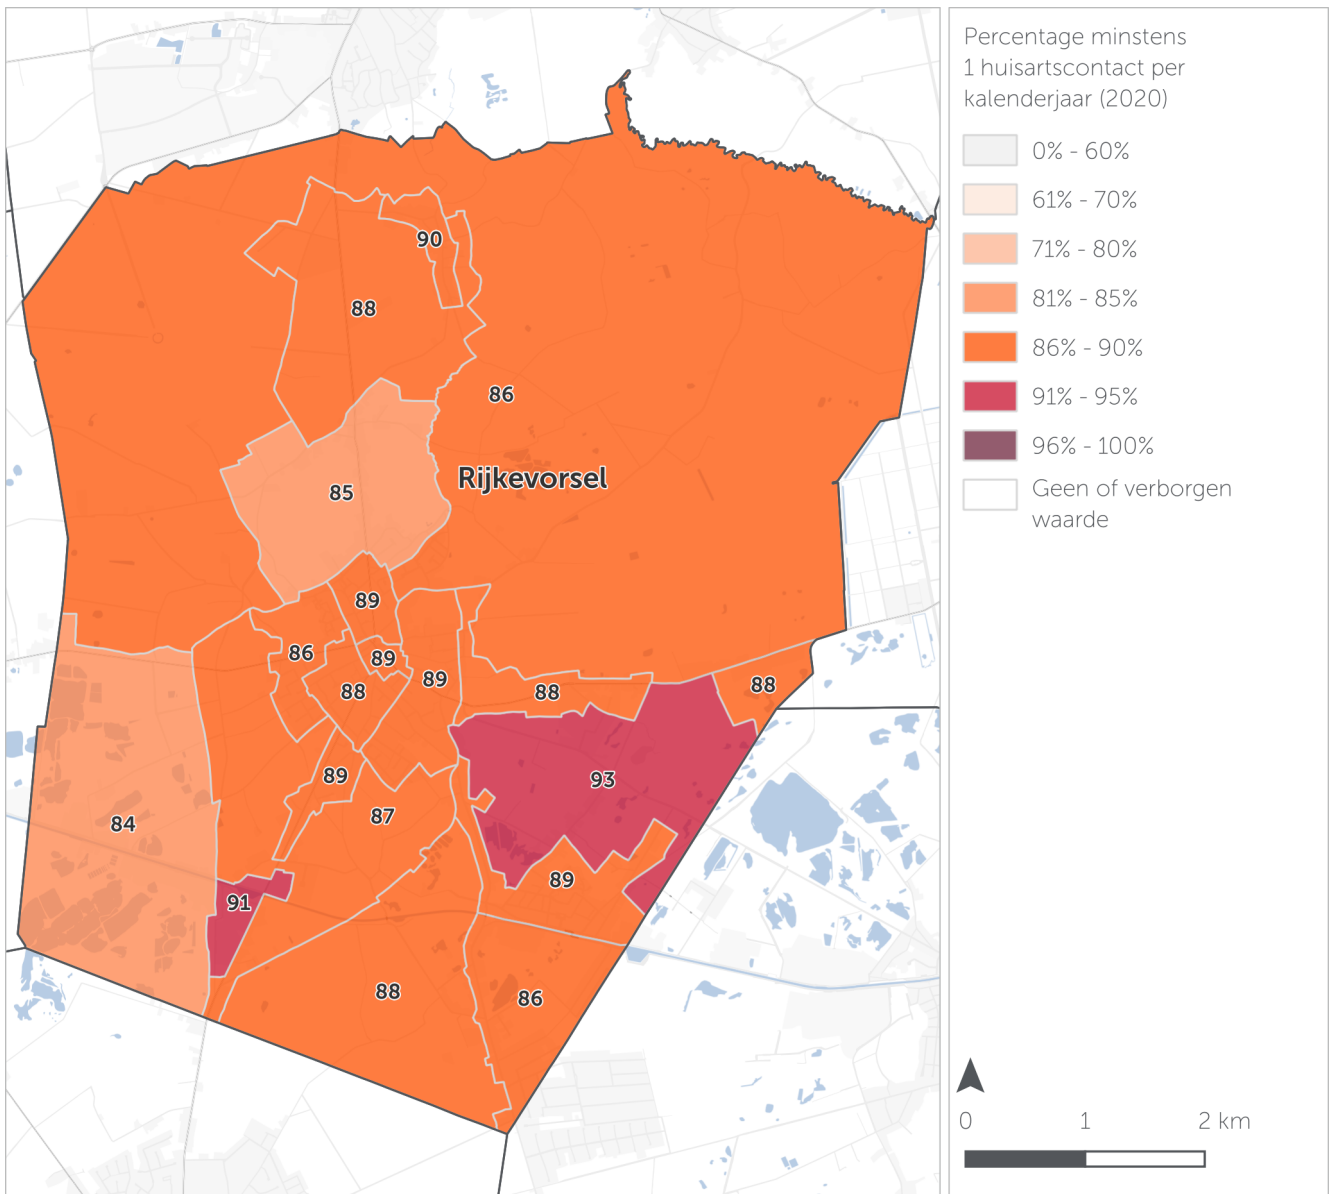 90
88
86
Rijkevorsel
85
89
86
89
89
88
88
88
93
89
87
84
89
91
88
86
Percentage minstens
1 huisartscontact per
kalenderjaar (2020)
0% - 60%
61% - 70%
71% - 80%
81% - 85%
86% - 90%
91% - 95%
96% - 100%
Geen of verborgen
waarde
0 1 2 km